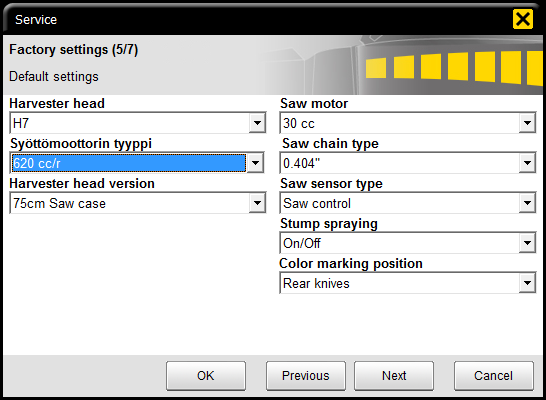 Service
Factory settings (5/7)
Default settings
Harvester head
H7
Syöttömoottorin tyyppi
620 cc/r
Harvester head version
75cm Saw case
Saw motor
30 cc
Saw chain type
0.404"
Saw sensor type
Saw control
Stump spraying
On/Off
Color marking position
Rear knives
OK
Previous
Next
Cancel